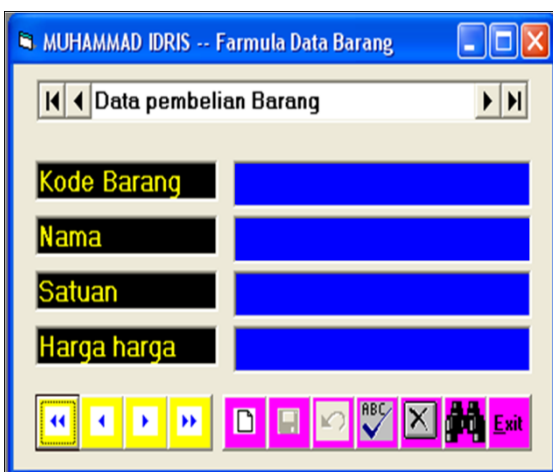 MUHAMMAD IDRIS -- Farmula Data Barang
Data pembelian Barang
Kode Barang
Nama
Satuan
Harga harga
ABC
Exit